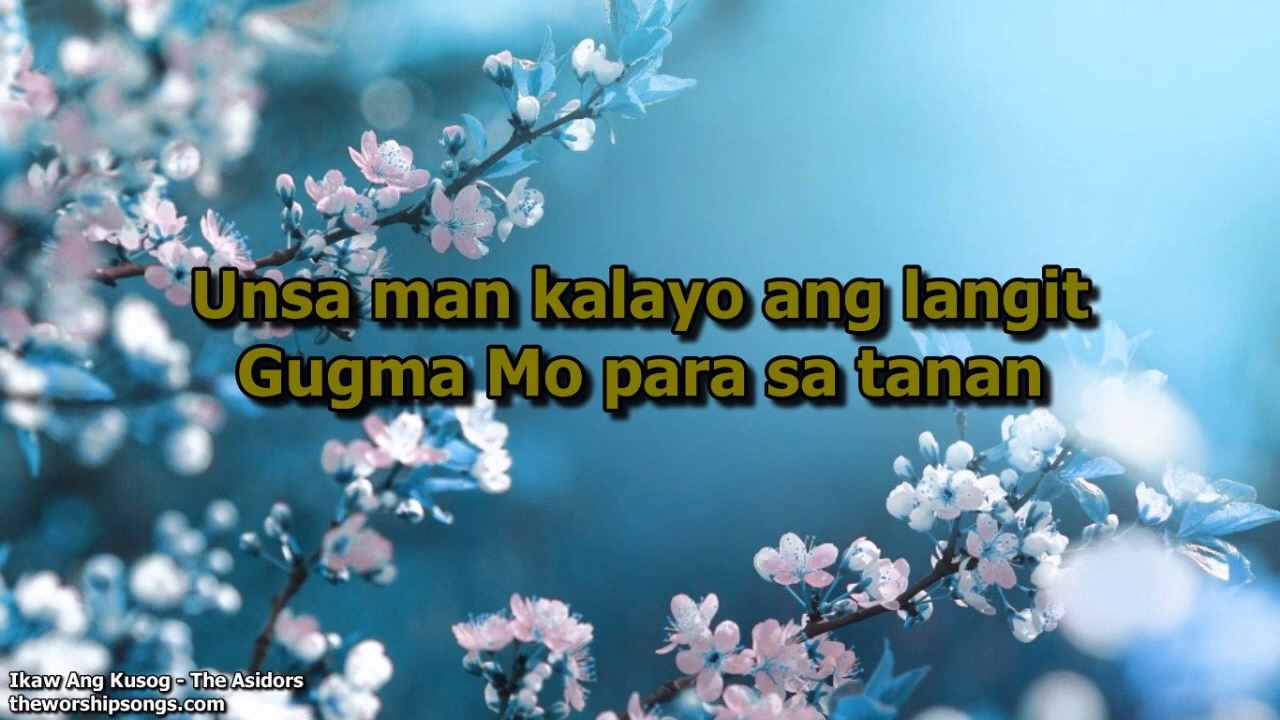 Unsa man kalayo ang langit
Gugma Mo para sa tanan
Ikaw Ang Kusog - The Asidors
theworshipsongs.com